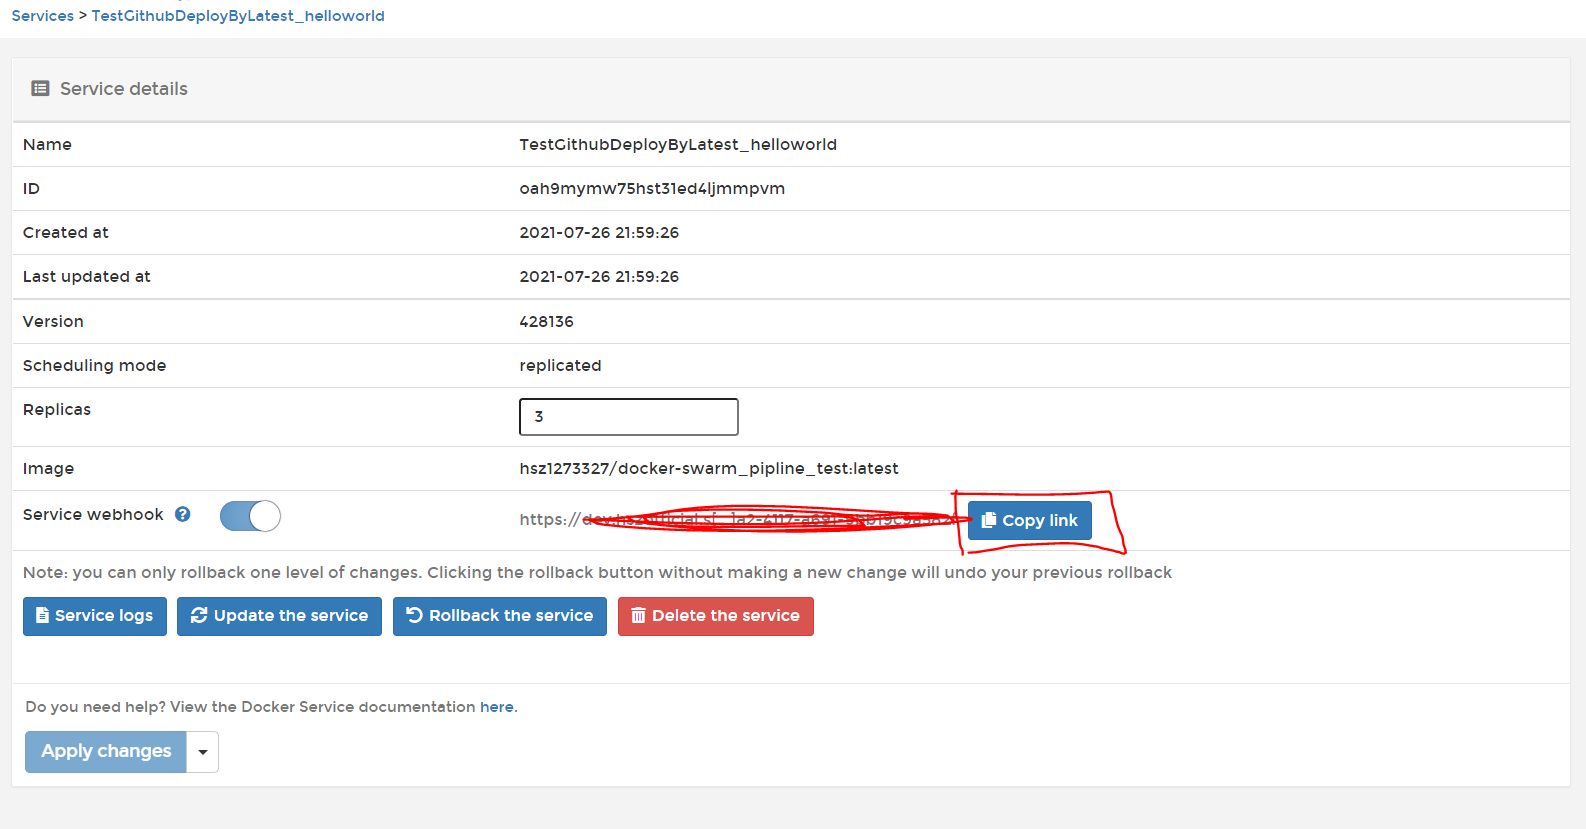 Services > TestGithubDeployByLatest_helloworld
Service details
Name TestGithubDeployByLatest_helloworld
ID oah9mymw75hst31ed4ljmmpvm
Created at 2021-07-26 21:59:26
Last updated at 2021-07-26 21:59:26
Version 428136
Scheduling mode replicated
Replicas 3
Image hsz1273327/docker-swarm_pipline_test:latest
Service webhook https:// Copy link
Note: you can only rollback one level of changes. Clicking the rollback button without making a new change will undo your previous rollback
Service logs Update the service Rollback the service Delete the service
Do you need help? View the Docker Service documentation here.
Apply changes